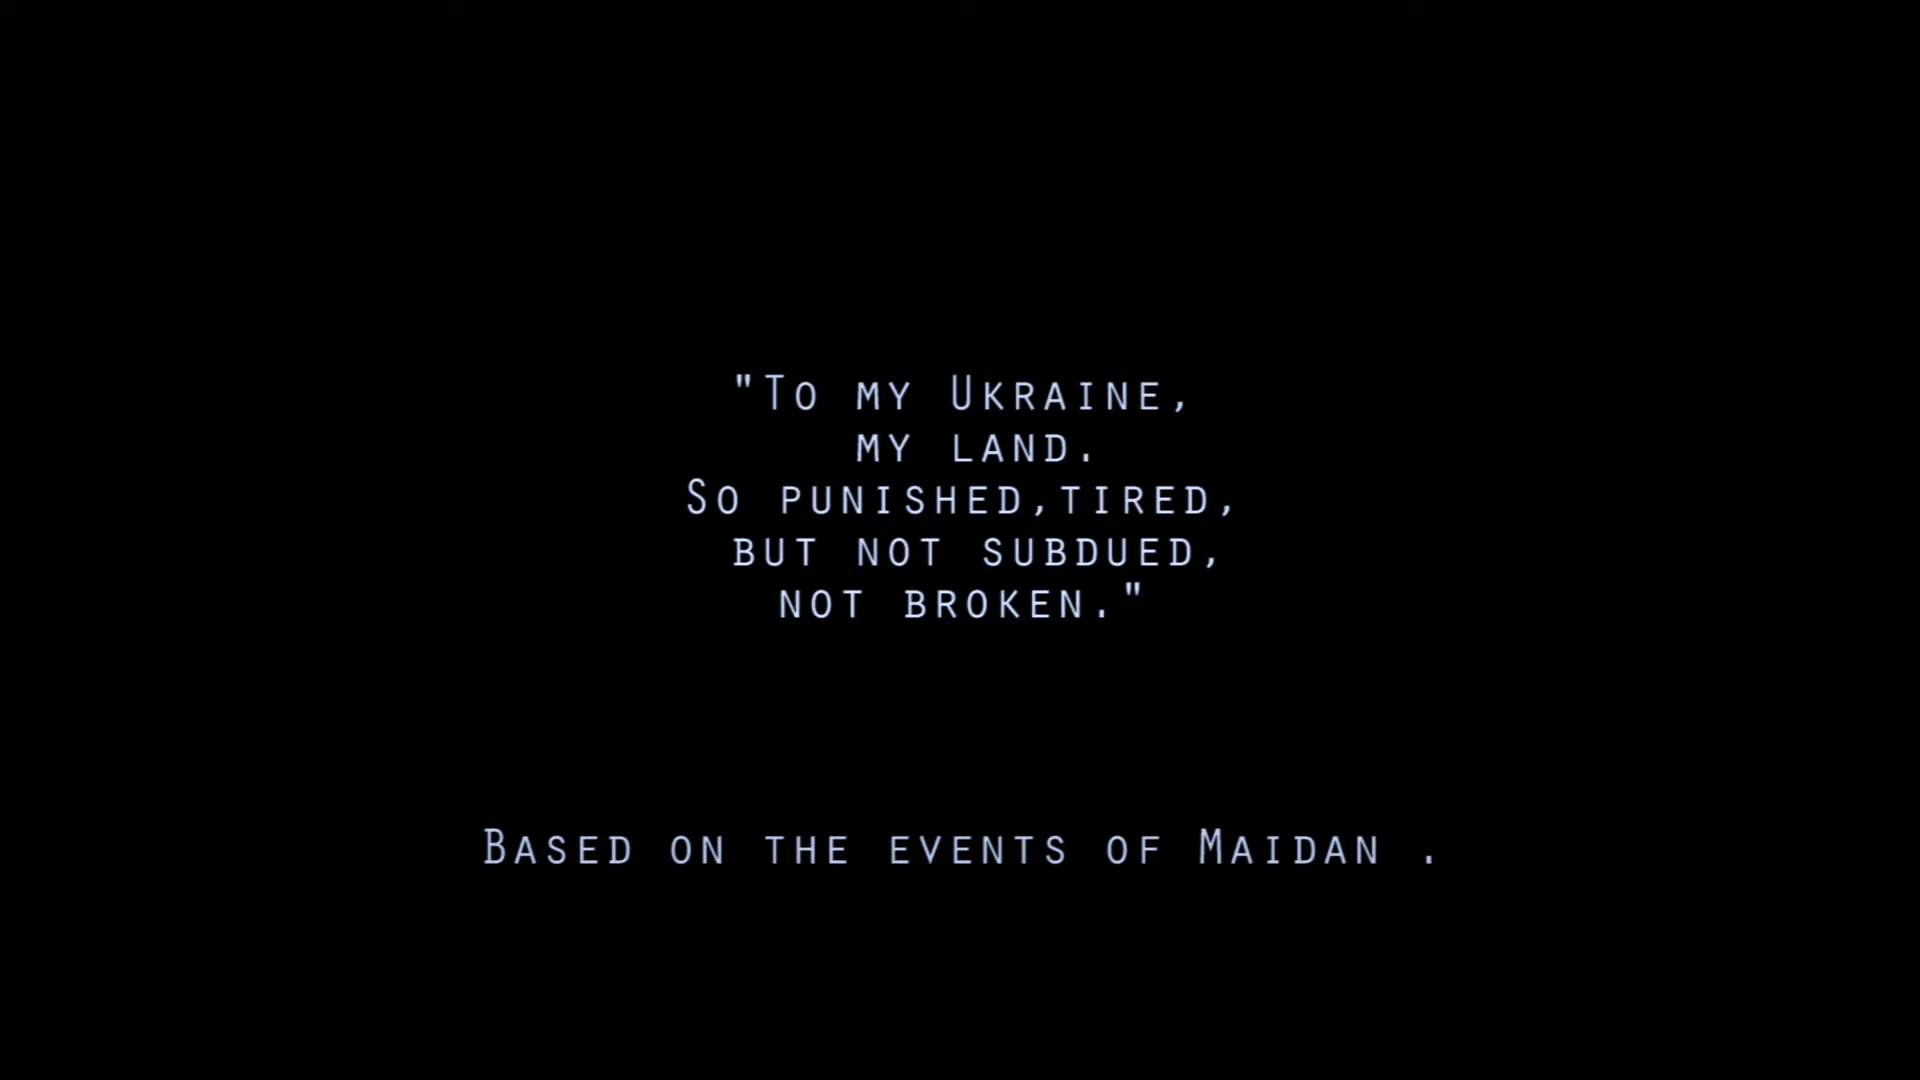 "To my Ukraine,
my land.
So punished,tired,
but not subdued,
not broken."
Based on the events of Maidan .